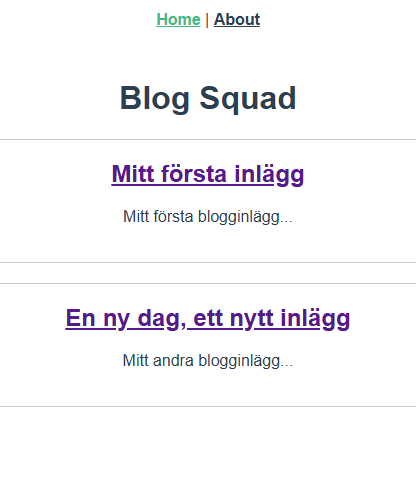 Home | About
Blog Squad
Mitt första inlägg
Mitt första blogginlägg...
En ny dag, ett nytt inlägg
Mitt andra blogginlägg...